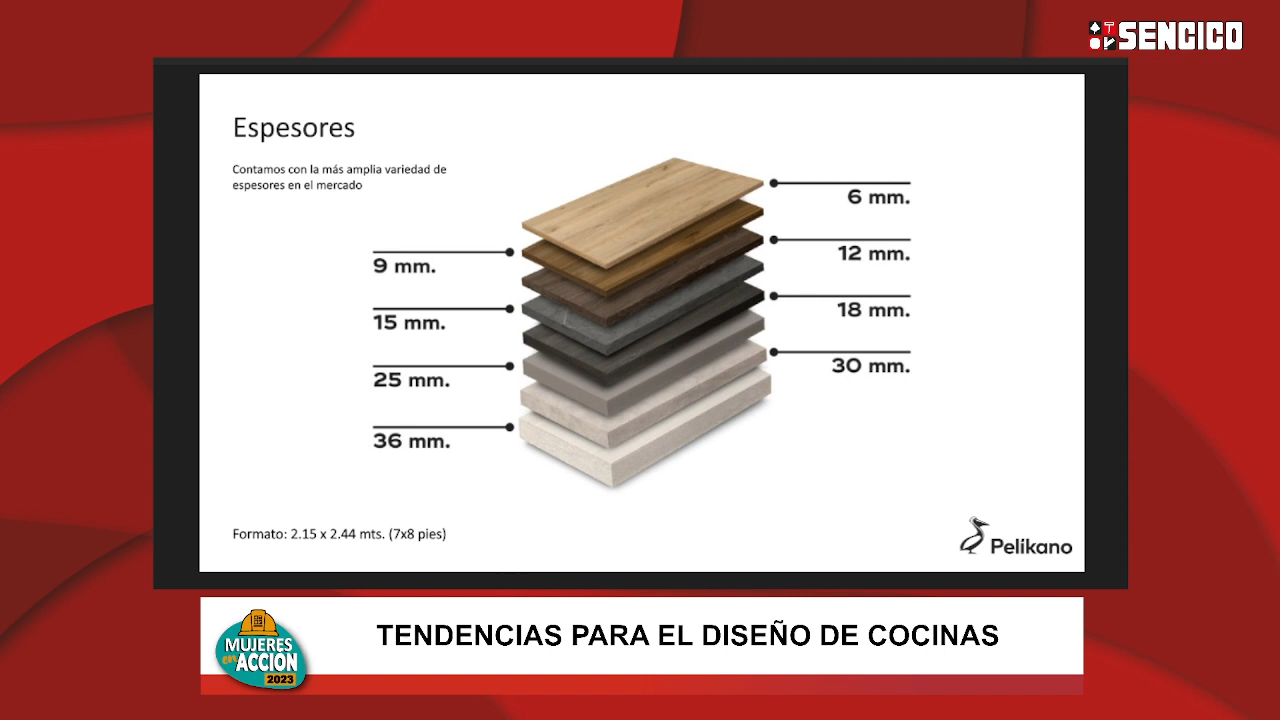 SENCICO
Espesores
Contamos con la más amplia variedad de
espesores en el mercado
6 mm.
9 mm.
12 mm.
15 mm.
18 mm.
25 mm.
30 mm.
36 mm.
Formato: 2.15 x 2.44 mts. (7x8 pies)
Pelikano
MUJERES
en ACCIÓN
2023
TENDENCIAS PARA EL DISEÑO DE COCINAS